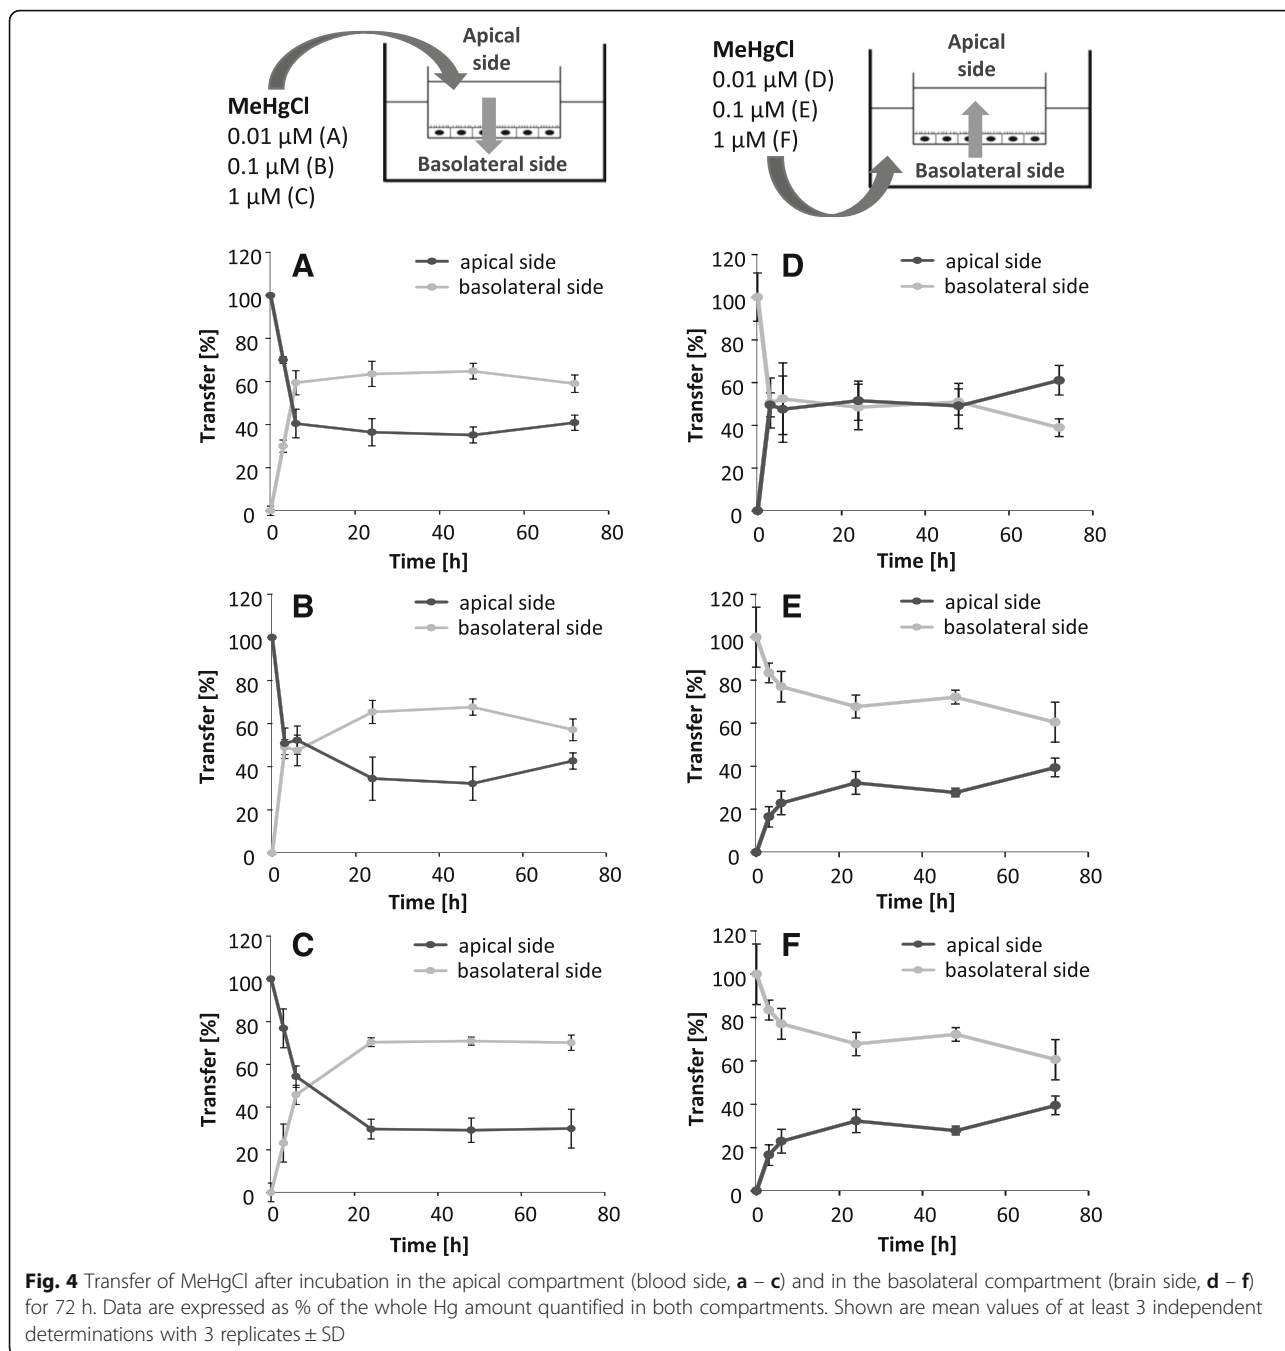 Apical
side
MeHgCl
0.01 µM (A)
0.1 µM (B)
1 µM (C)
Basolateral side
Apical
side
MeHgCl
0.01 µM (D)
0.1 µM (E)
1 µM (F)
Basolateral side
A
apical side
basolateral side
Transfer [%]
120
100
80
60
40
20
0
0 20 40 60 80
Time [h]
D
apical side
basolateral side
Transfer [%]
120
100
80
60
40
20
0
0 20 40 60 80
Time [h]
B
apical side
basolateral side
Transfer [%]
120
100
80
60
40
20
0
0 20 40 60 80
Time [h]
E
apical side
basolateral side
Transfer [%]
120
100
80
60
40
20
0
0 20 40 60 80
Time [h]
C
apical side
basolateral side
Transfer [%]
120
100
80
60
40
20
0
0 20 40 60 80
Time [h]
F
apical side
basolateral side
Transfer [%]
120
100
80
60
40
20
0
0 20 40 60 80
Time [h]
Fig. 4 Transfer of MeHgCl after incubation in the apical compartment (blood side, a – c) and in the basolateral compartment (brain side, d – f)
for 72 h. Data are expressed as % of the whole Hg amount quantified in both compartments. Shown are mean values of at least 3 independent
determinations with 3 replicates ± SD